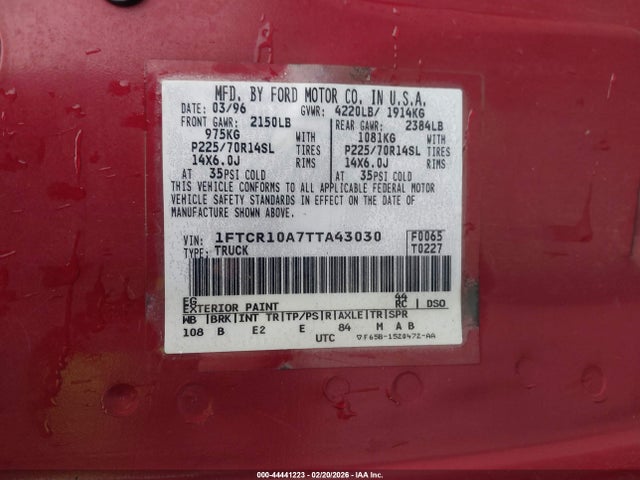 MFD. BY FORD MOTOR CO. IN U.S.A.
DATE: 03/96 GVWR: 4220LB/ 1914KG
FRONT GAWR: 2150LB REAR GAWR: 2384LB
975KG WITH 1081KG WITH
P225/70R14SL TIRES P225/70R14SL TIRES
14X6.0J RIMS 14X6.0J RIMS
AT 35PSI COLD AT 35PSI COLD
THIS VEHICLE CONFORMS TO ALL APPLICABLE FEDERAL MOTOR
VEHICLE SAFETY STANDARDS IN EFFECT ON THE DATE OF
MANUFACTURE SHOWN ABOVE.
VIN: 1FTCR10A7TTA43030 F0065
TYPE: TRUCK T0227
EG 44
EXTERIOR PAINT RC DSO
WB BRK INT TR TP/PS R AXLE TR SPR
108 B E2 E 84 M A B
UTC F65B-1520472-AA
000-44441223 - 02/20/2026 - IAA Inc.